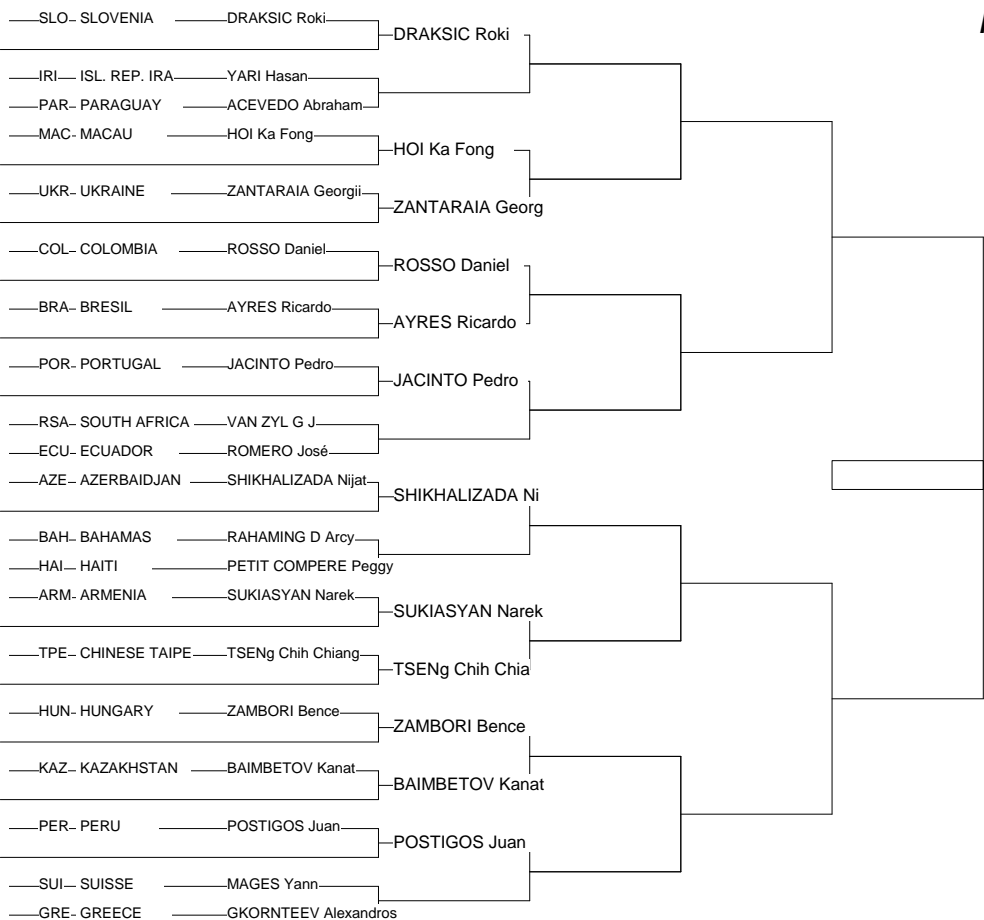 SLO SLOVENIA DRAKSIC Roki
DRAKSIC Roki
IRI ISL. REP. IRA YARI Hasan
PAR PARAGUAY ACEVEDO Abraham
MAC MACAU HOI Ka Fong
HOI Ka Fong
UKR UKRAINE ZANTARAIA Georgii
ZANTARAIA Georg
COL COLOMBIA ROSSO Daniel
ROSSO Daniel
BRA BRESIL AYRES Ricardo
AYRES Ricardo
POR PORTUGAL JACINTO Pedro
JACINTO Pedro
RSA SOUTH AFRICA VAN ZYL G J
ECU ECUADOR ROMERO José
AZE AZERBAIDJAN SHIKHALIZADA Nijat
SHIKHALIZADA Ni
BAH BAHAMAS RAHAMING D Arcy
HAI HAITI PETIT COMPERE Peggy
ARM ARMENIA SUKIASYAN Narek
SUKIASYAN Narek
TPE CHINESE TAIPE TSENg Chih Chiang
TSENg Chih Chia
HUN HUNGARY ZAMBORI Bence
ZAMBORI Bence
KAZ KAZAKHSTAN BAIMBETOV Kanat
BAIMBETOV Kanat
PER PERU POSTIGOS Juan
POSTIGOS Juan
SUI SUISSE MAGES Yann
GRE GREECE GKORNTEEV Alexandros